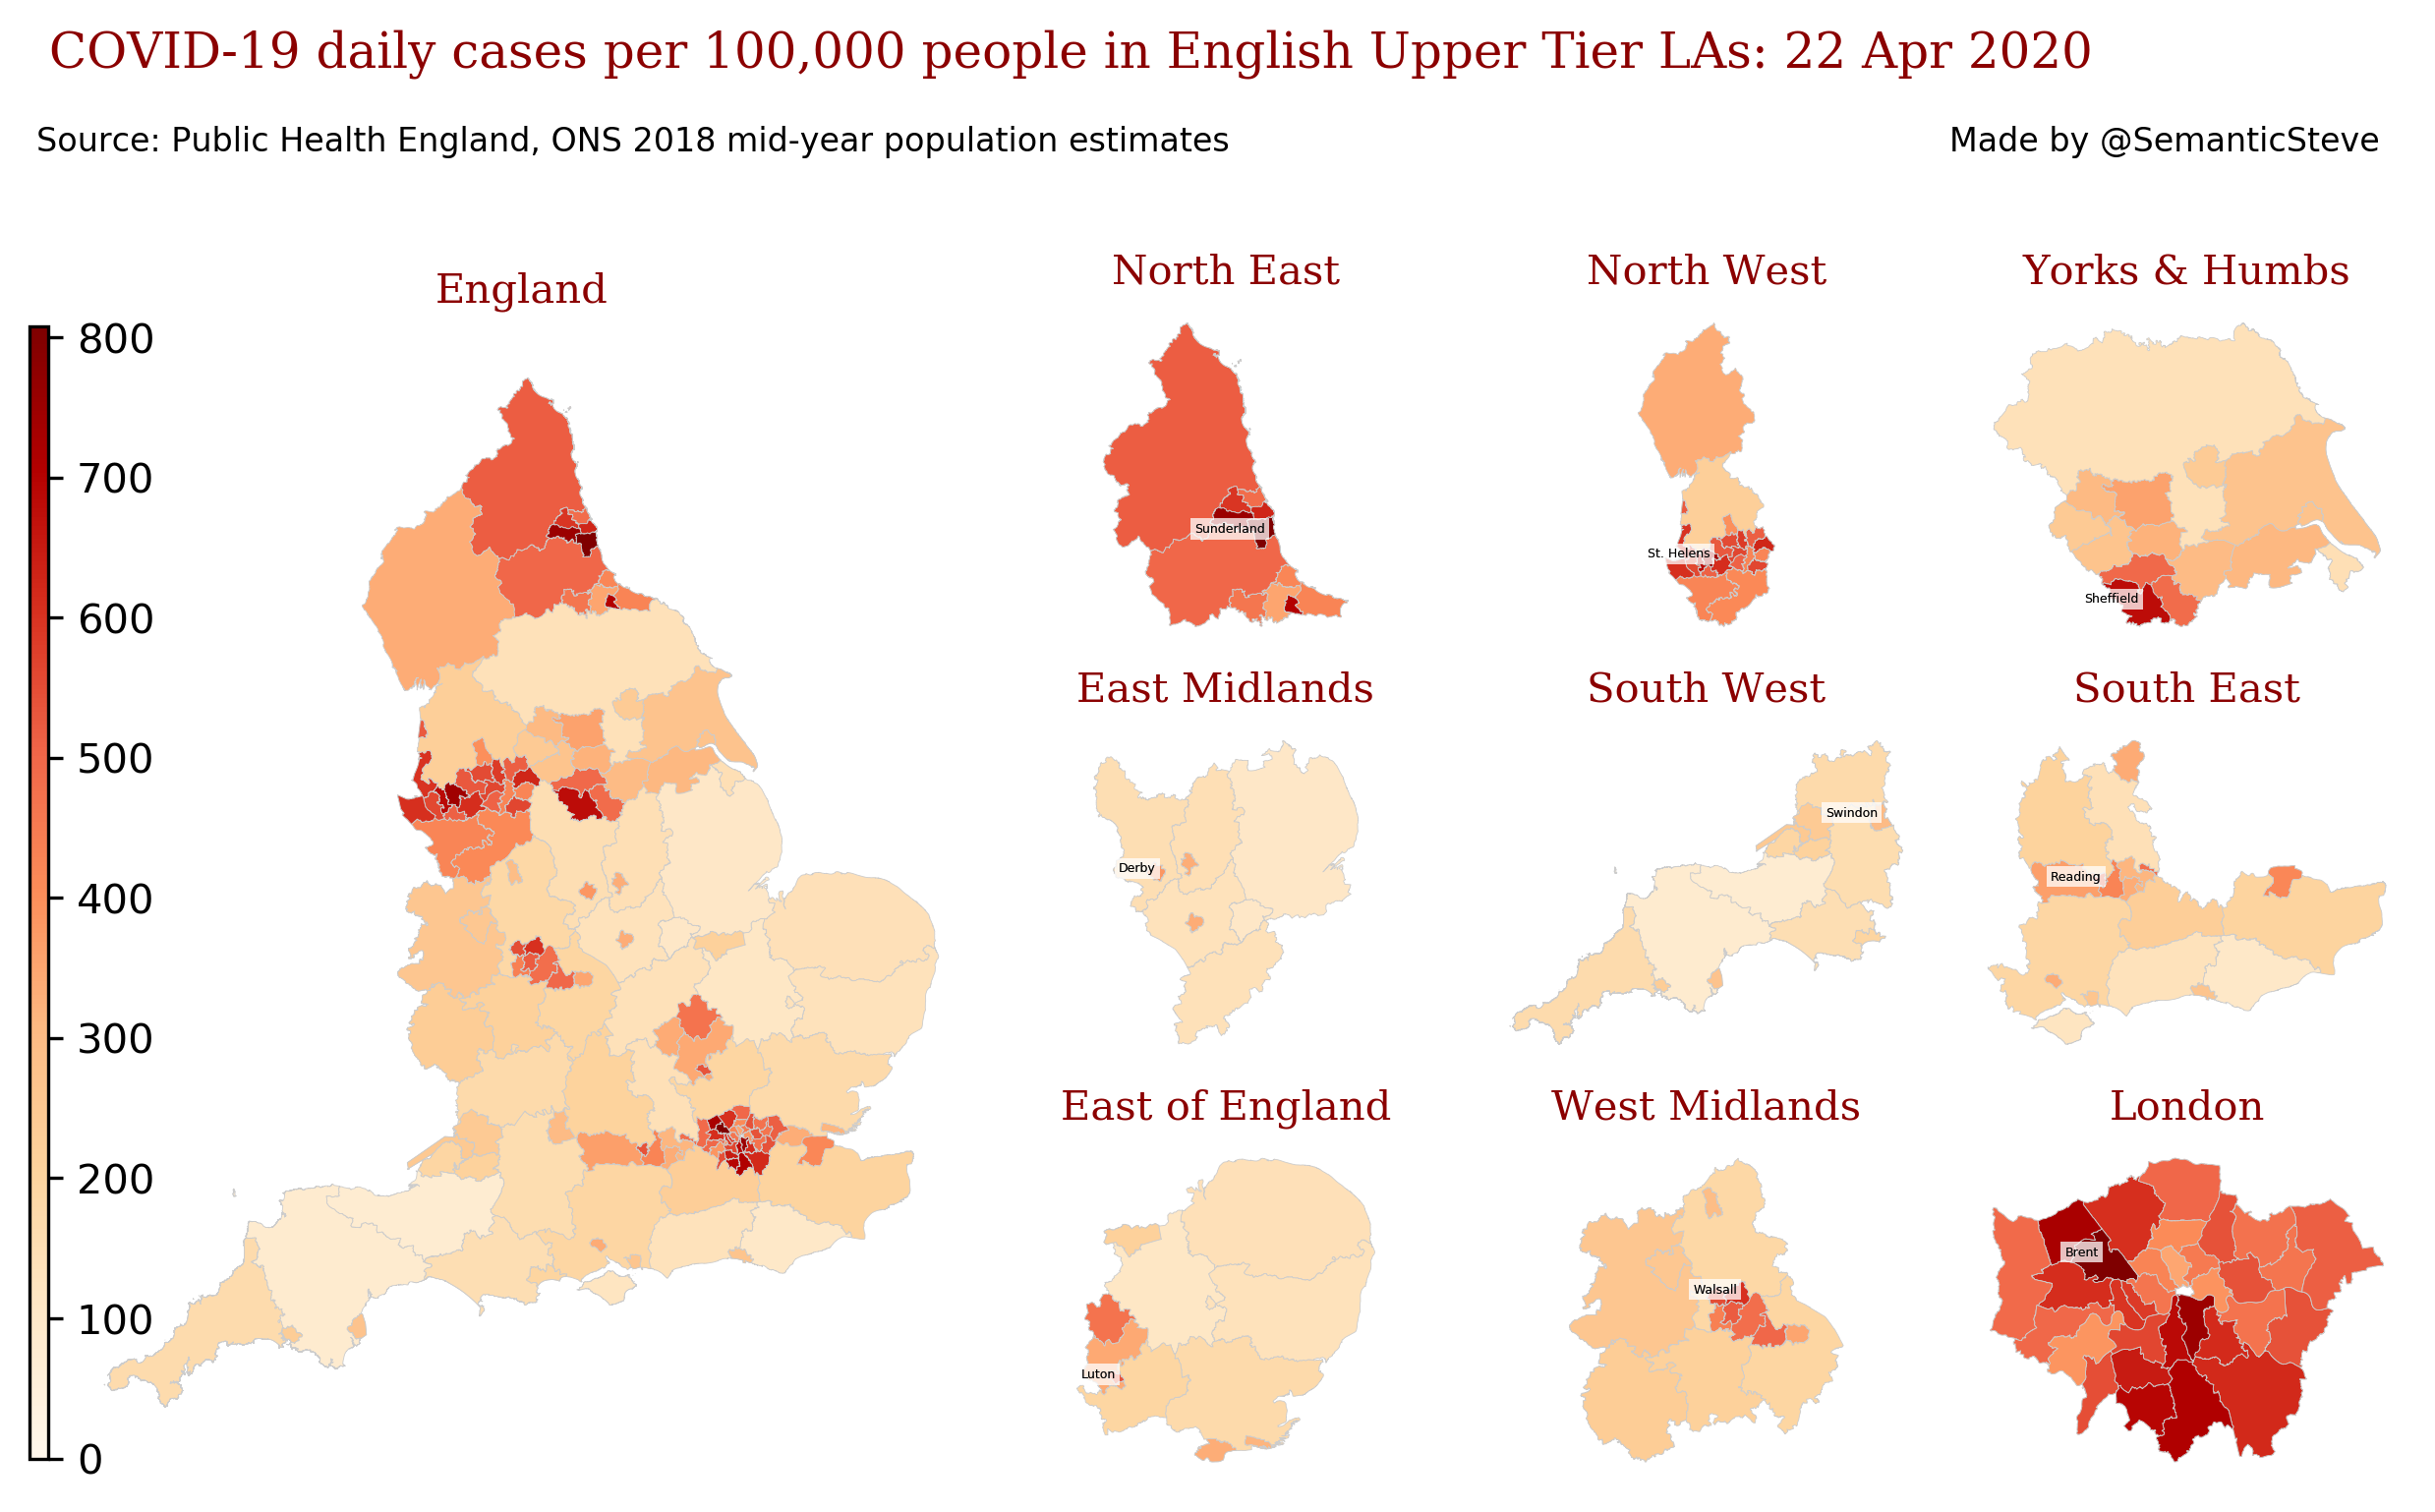 COVID-19 daily cases per 100,000 people in English Upper Tier LAs: 22 Apr 2020
Source: Public Health England, ONS 2018 mid-year population estimates
Made by @SemanticSteve
England
800
700
600
500
400
300
200
100
0
North East
Sunderland
North West
St. Helens
Yorks & Humbs
Sheffield
East Midlands
Derby
South West
Swindon
South East
Reading
East of England
Luton
West Midlands
Walsall
London
Brent